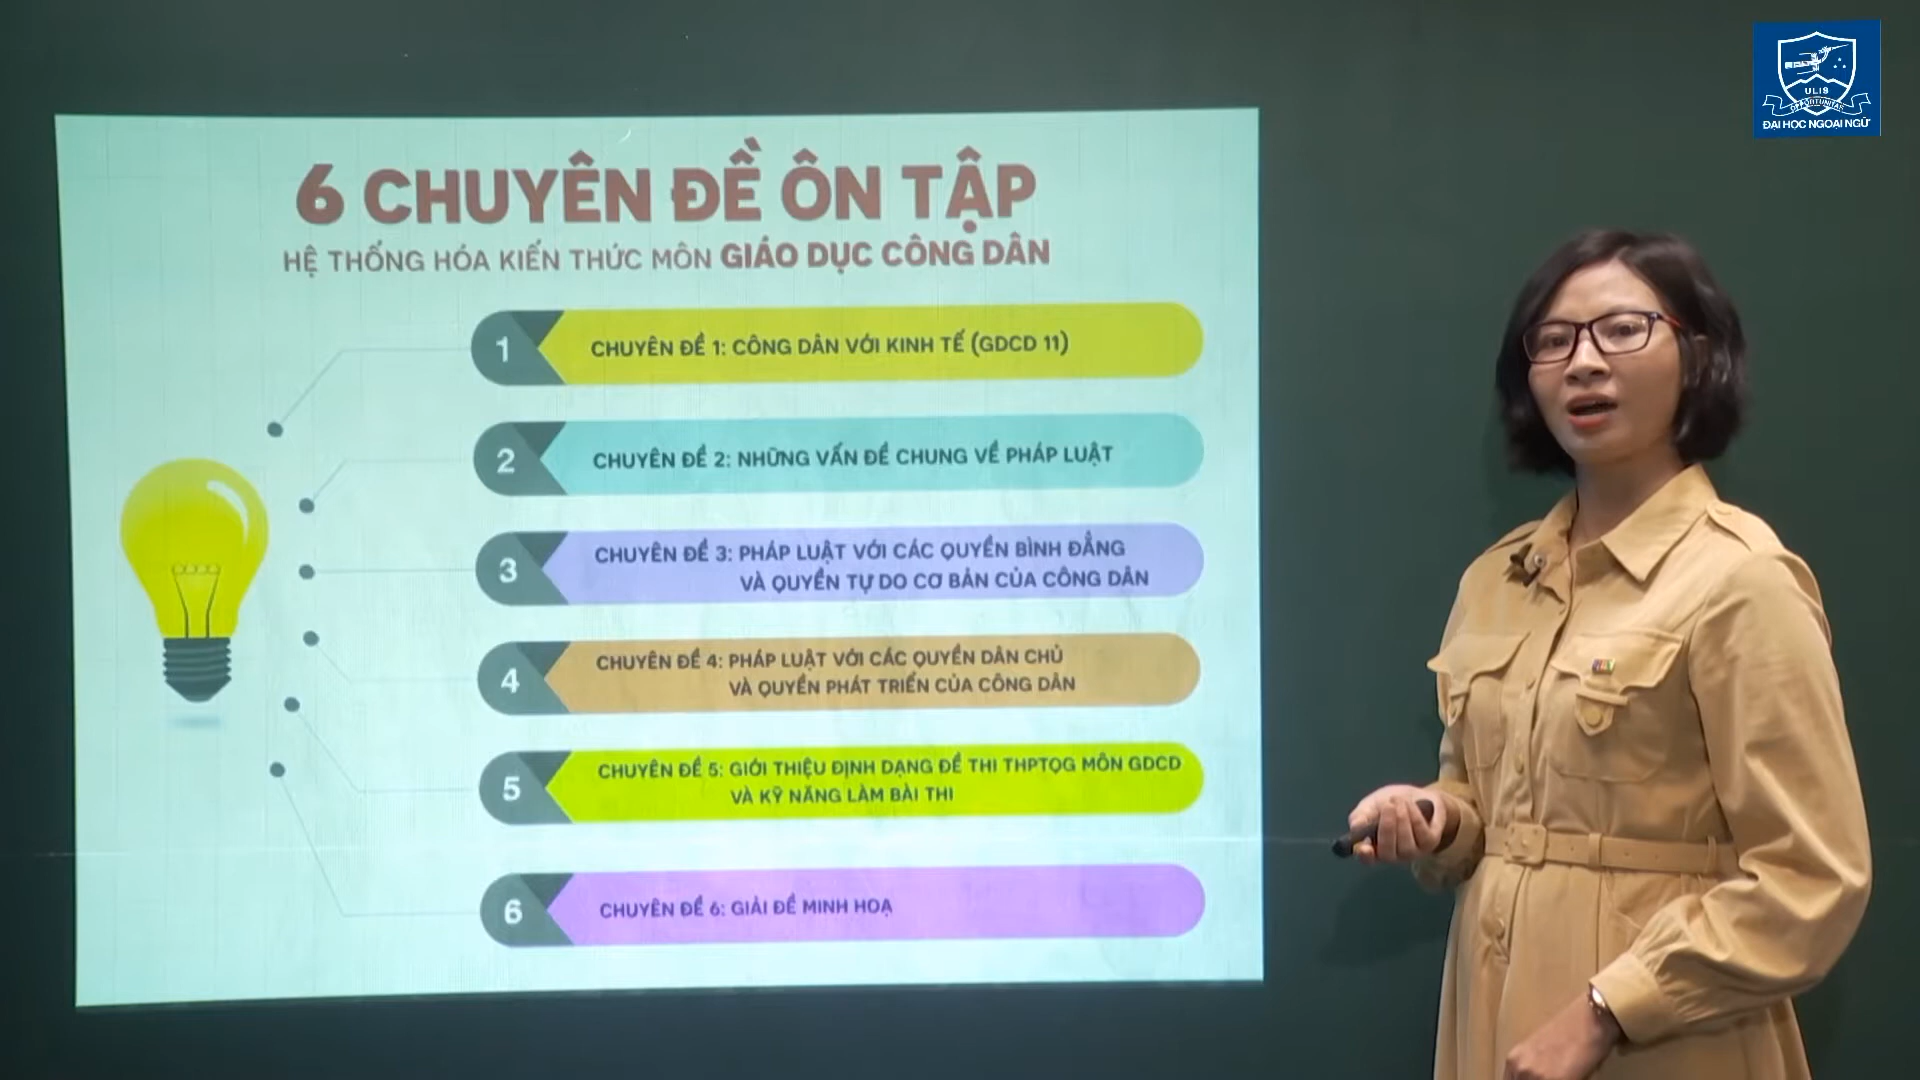 6 CHUYÊN ĐỀ ÔN TẬP
HỆ THỐNG HÓA KIẾN THỨC MÔN GIÁO DỤC CÔNG DÂN
1
CHUYÊN ĐỀ 1: CÔNG DÂN VỚI KINH TẾ (GDCD 11)
2
CHUYÊN ĐỀ 2: NHỮNG VẤN ĐỀ CHUNG VỀ PHÁP LUẬT
3
CHUYÊN ĐỀ 3: PHÁP LUẬT VỚI CÁC QUYỀN BÌNH ĐẲNG
VÀ QUYỀN TỰ DO CƠ BẢN CỦA CÔNG DÂN
4
CHUYÊN ĐỀ 4: PHÁP LUẬT VỚI CÁC QUYỀN DÂN CHỦ
VÀ QUYỀN PHÁT TRIỂN CỦA CÔNG DÂN
5
CHUYÊN ĐỀ 5: GIỚI THIỆU ĐỊNH DẠNG ĐỀ THI THPTQG MÔN GDCD
VÀ KỸ NĂNG LÀM BÀI THI
6
CHUYÊN ĐỀ 6: GIẢI ĐỀ MINH HOẠ
ULIS
ĐẠI HỌC NGOẠI NGỮ